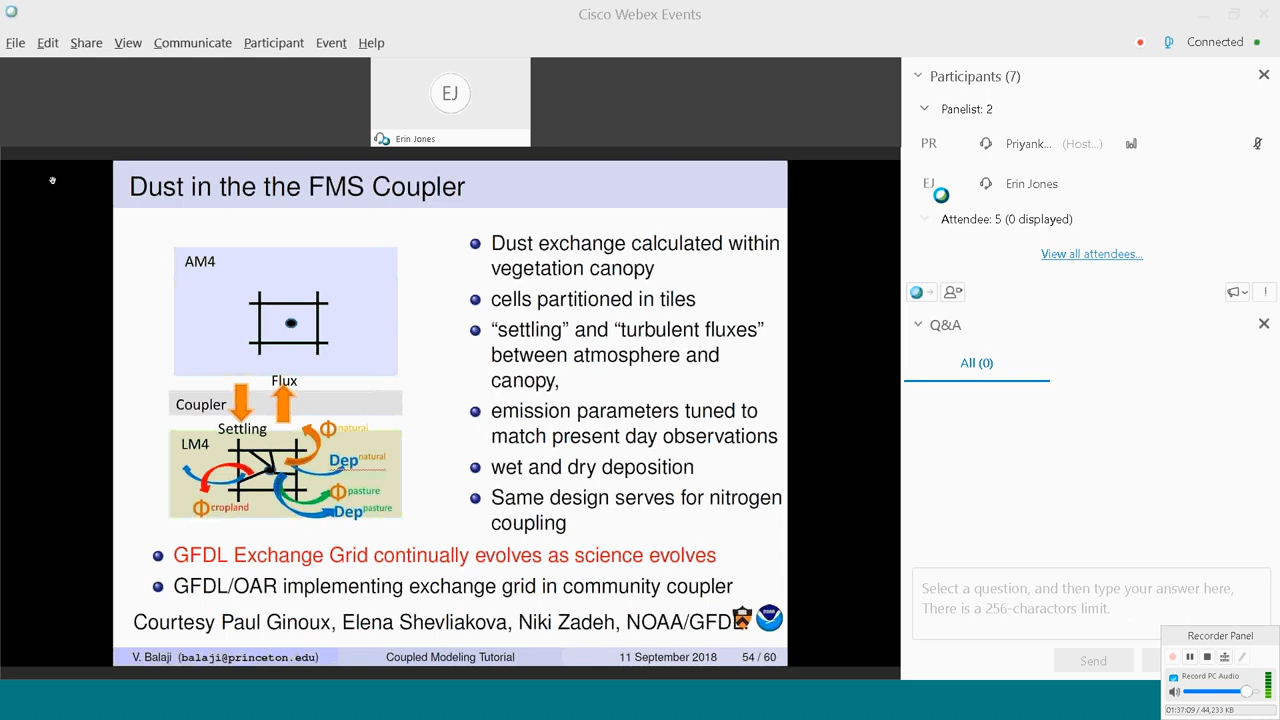 Cisco Webex Events
File Edit Share View Communicate Participant Event Help
Connected
EJ
Erin Jones
Participants (7)
Panelist: 2
PR Priyank... (Host...)
EJ Erin Jones
Attendee: 5 (0 displayed)
View all attendees...
Q&A
All (0)
Select a question, and then type your answer here,
There is a 256-characters limit.
Send
Recorder Panel
Record PC Audio
01:37:09 / 44,233 KB
Dust in the the FMS Coupler
AM4
Flux
Coupler
Settling
LM4
Φnatural
Depnatural
Φpasture
Φcropland
Deppasture
Dust exchange calculated within
vegetation canopy
cells partitioned in tiles
“settling” and “turbulent fluxes”
between atmosphere and
canopy,
emission parameters tuned to
match present day observations
wet and dry deposition
Same design serves for nitrogen
coupling
GFDL Exchange Grid continually evolves as science evolves
GFDL/OAR implementing exchange grid in community coupler
Courtesy Paul Ginoux, Elena Shevliakova, Niki Zadeh, NOAA/GFDL
V. Balaji (balaji@princeton.edu) Coupled Modeling Tutorial 11 September 2018 54 / 60